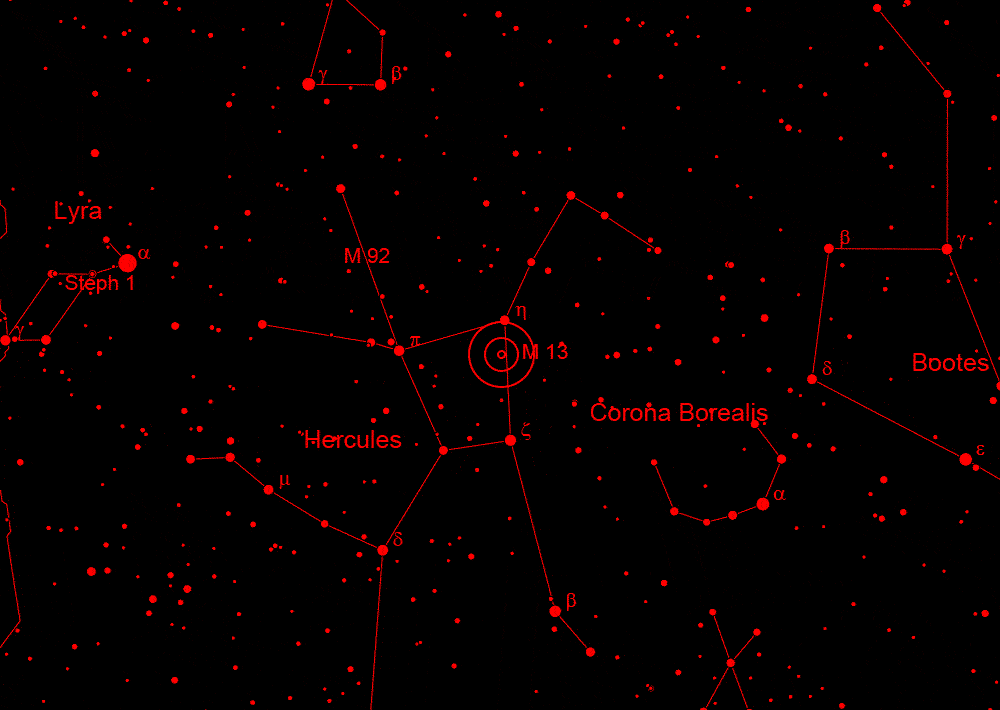 γ β
Lyra
α
β γ
M 92
Steph 1
η
γ
π
M 13
Bootes
δ
Corona Borealis
Hercules
ζ
ε
μ
α
δ
β